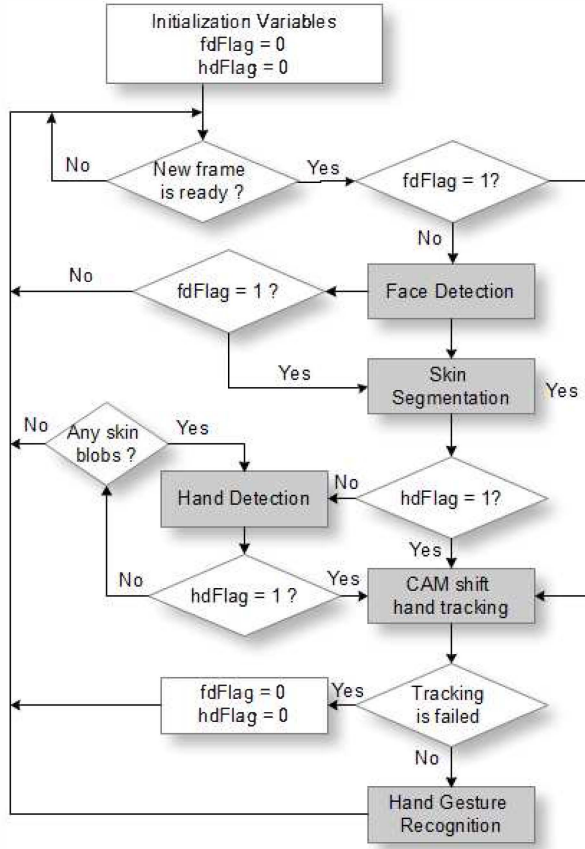 Initialization Variables
fdFlag = 0
hdFlag = 0
No
New frame
is ready ?
Yes
fdFlag = 1?
No
No
fdFlag = 1 ?
Face Detection
Yes
Skin
Segmentation
Yes
No
Any skin
blobs ?
Yes
Hand Detection
No
hdFlag = 1?
Yes
No
hdFlag = 1 ?
Yes
CAM shift
hand tracking
fdFlag = 0
hdFlag = 0
Yes
Tracking
is failed
No
Hand Gesture
Recognition